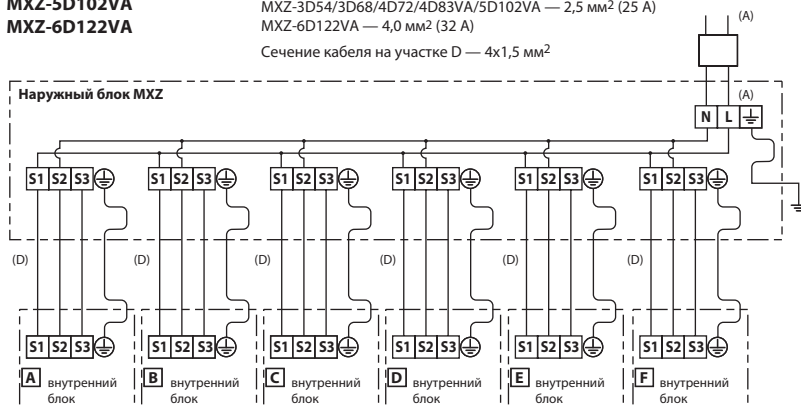 MXZ-5D102VA
MXZ-6D122VA
MXZ-3D54/3D68/4D72/4D83VA/5D102VA — 2,5 мм2 (25 А)
MXZ-6D122VA — 4,0 мм2 (32 А)
Сечение кабеля на участке D — 4х1,5 мм2
(A)
Наружный блок MXZ
(A)
N L
S1 S2 S3 S1 S2 S3 S1 S2 S3 S1 S2 S3 S1 S2 S3 S1 S2 S3
(D) (D) (D) (D) (D) (D)
S1 S2 S3 S1 S2 S3 S1 S2 S3 S1 S2 S3 S1 S2 S3 S1 S2 S3
A внутренний B внутренний C внутренний D внутренний E внутренний F внутренний
блок блок блок блок блок блок